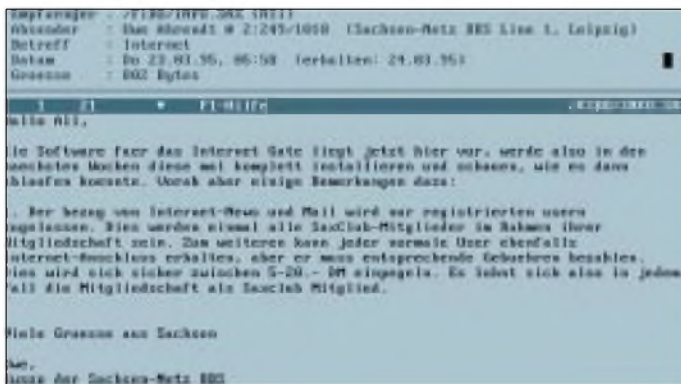 Empfaenger : /FIDO/INFO.SAX (All)
Absender : Uwe Ahrendt @ 2:249/1010 (Sachsen-Netz BBS Line 1, Leipzig)
Betreff : Internet
Datum : Do 23.03.95, 06:50 (erhalten: 24.03.95)
Groesse : 802 Bytes
1 21 F1-Hilfe
Hallo All,
die Software fuer das Internet Gate liegt jetzt hier vor, werde also in den
naechsten Wochen diese mal komplett installieren und schauen, wie es dann
ablaufen koennte. Vorab aber einige Bemerkungen dazu:
1. Der bezug von Internet-News und Mail wird nur registrierten usern
zugelassen. Dies werden einmal alle SaxClub-Mitglieder im Rahmen ihrer
Mitgliedschaft sein. Zum weiteren kann jeder normale User ebenfalls
Internet-Anschluss erhalten, aber er muss entsprechende Gebuehren bezahlen.
Dies wird sich sicher zwischen 5-20.- DM einpegeln. Es lohnt sich also in jedem
Fall die Mitgliedschaft als Saxclub Mitglied.
Viele Gruesse aus Sachsen
Uwe,
Sysop der Sachsen-Netz BBS